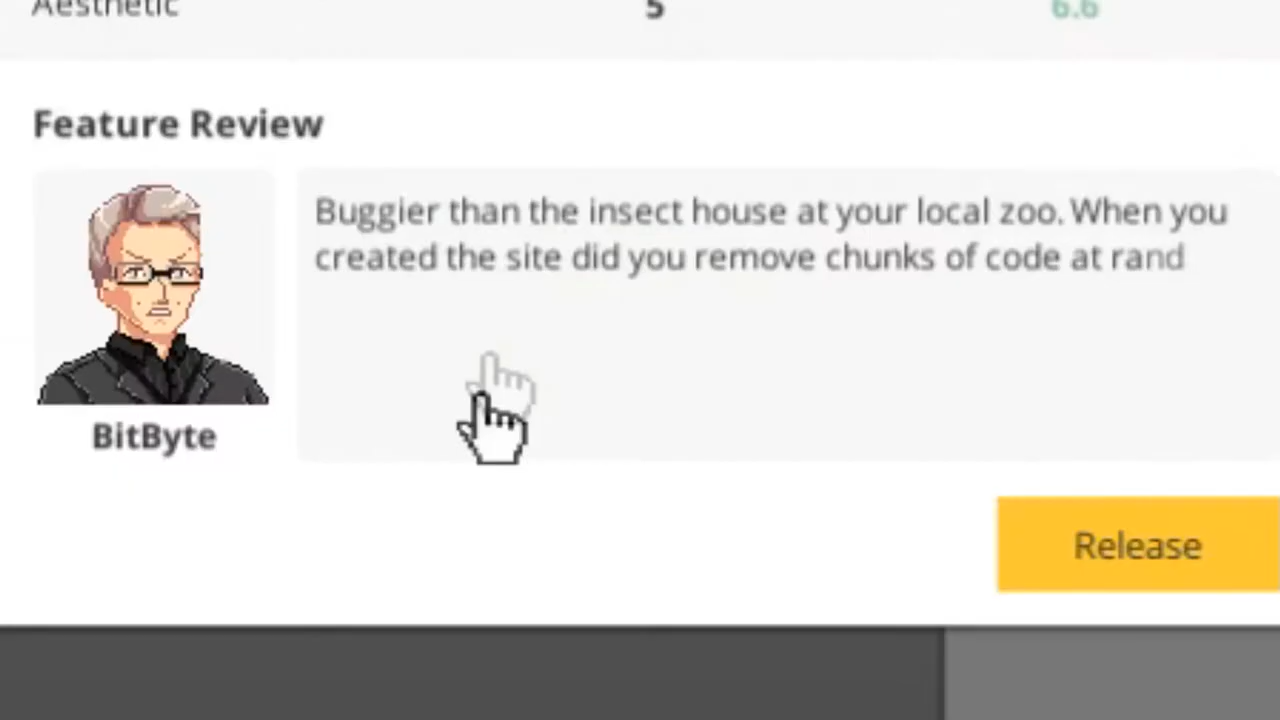 Aesthetic 5 6.6
Feature Review
Buggier than the insect house at your local zoo. When you
created the site did you remove chunks of code at rand
BitByte
Release